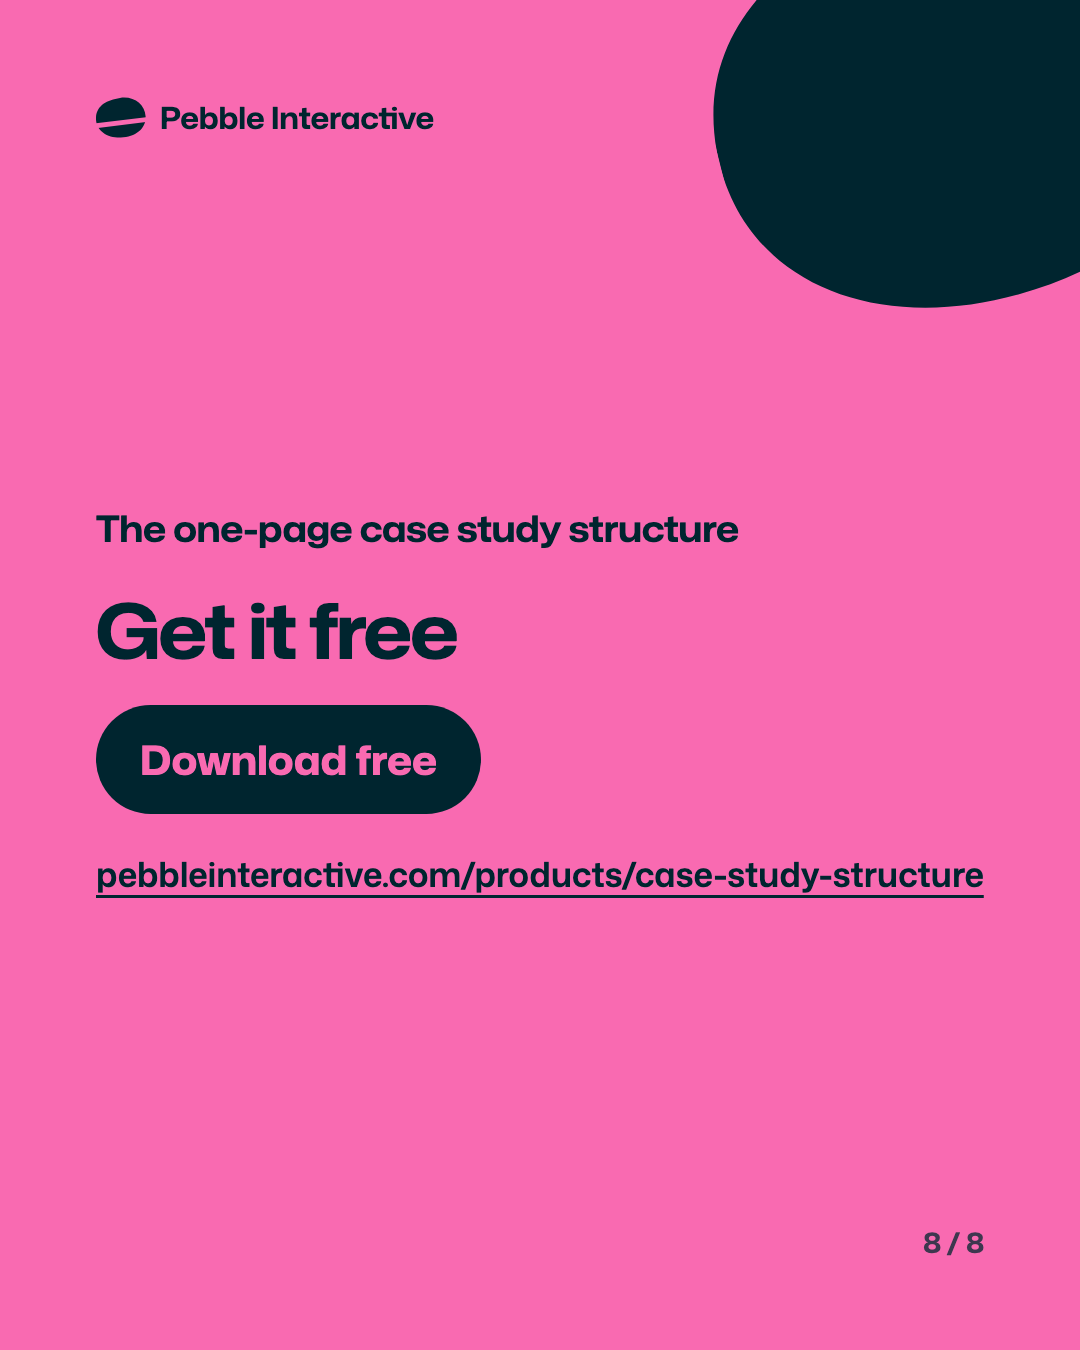 Pebble Interactive
The one-page case study structure
Get it free
Download free
pebbleinteractive.com/products/case-study-structure
8 / 8